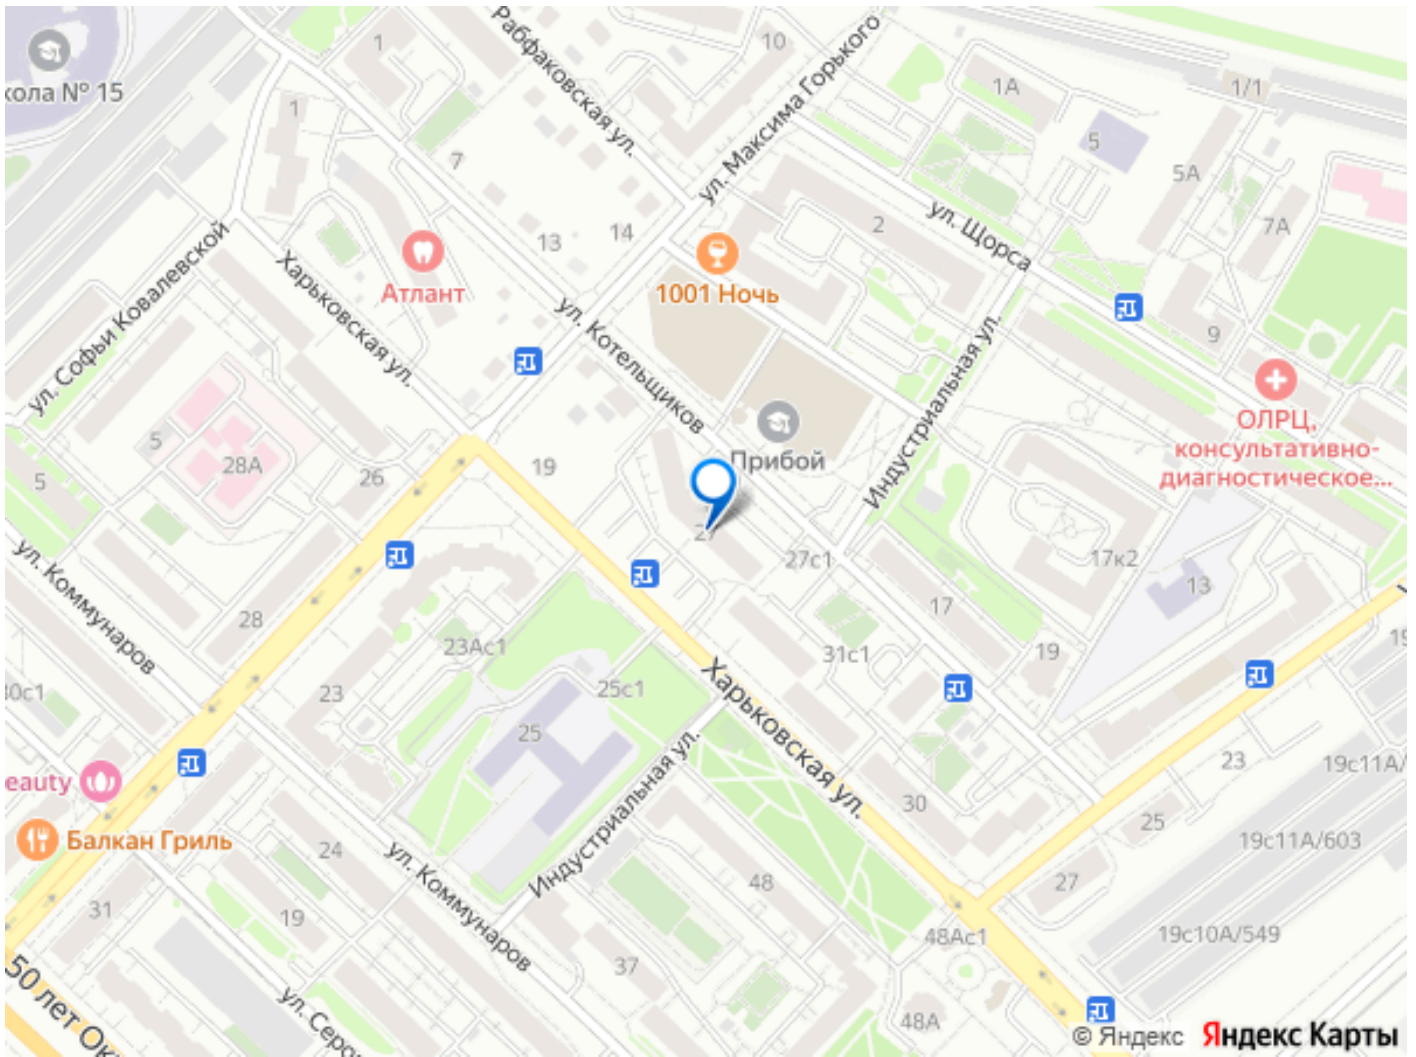 кола № 15
1
Рабфаковская ул.
10
ул. Максима Горького
1А
1/1
1
7
5
5А
7А
2
ул. Щорса
14
13
1001 Ночь
Атлант
ул. Софьи Ковалевской
Харьковская ул.
ул. Котельщиков
Индустриальная ул.
9
ОЛРЦ,
консультативно-
диагностическое...
Прибой
5
28А
26
19
5
27
27с1
17к2
13
17
ул. Коммунаров
28
23Ас1
31с1
19
25с1
23
30с1
25
Харьковская ул.
Индустриальная ул.
23
19с11А/
eauty
Балкан Гриль
24
ул. Коммунаров
30
25
19с11А/603
48
27
31
19
48Ас1
19с10А/549
37
50 лет Ок
ул. Серо
48А
© Яндекс Яндекс Карты